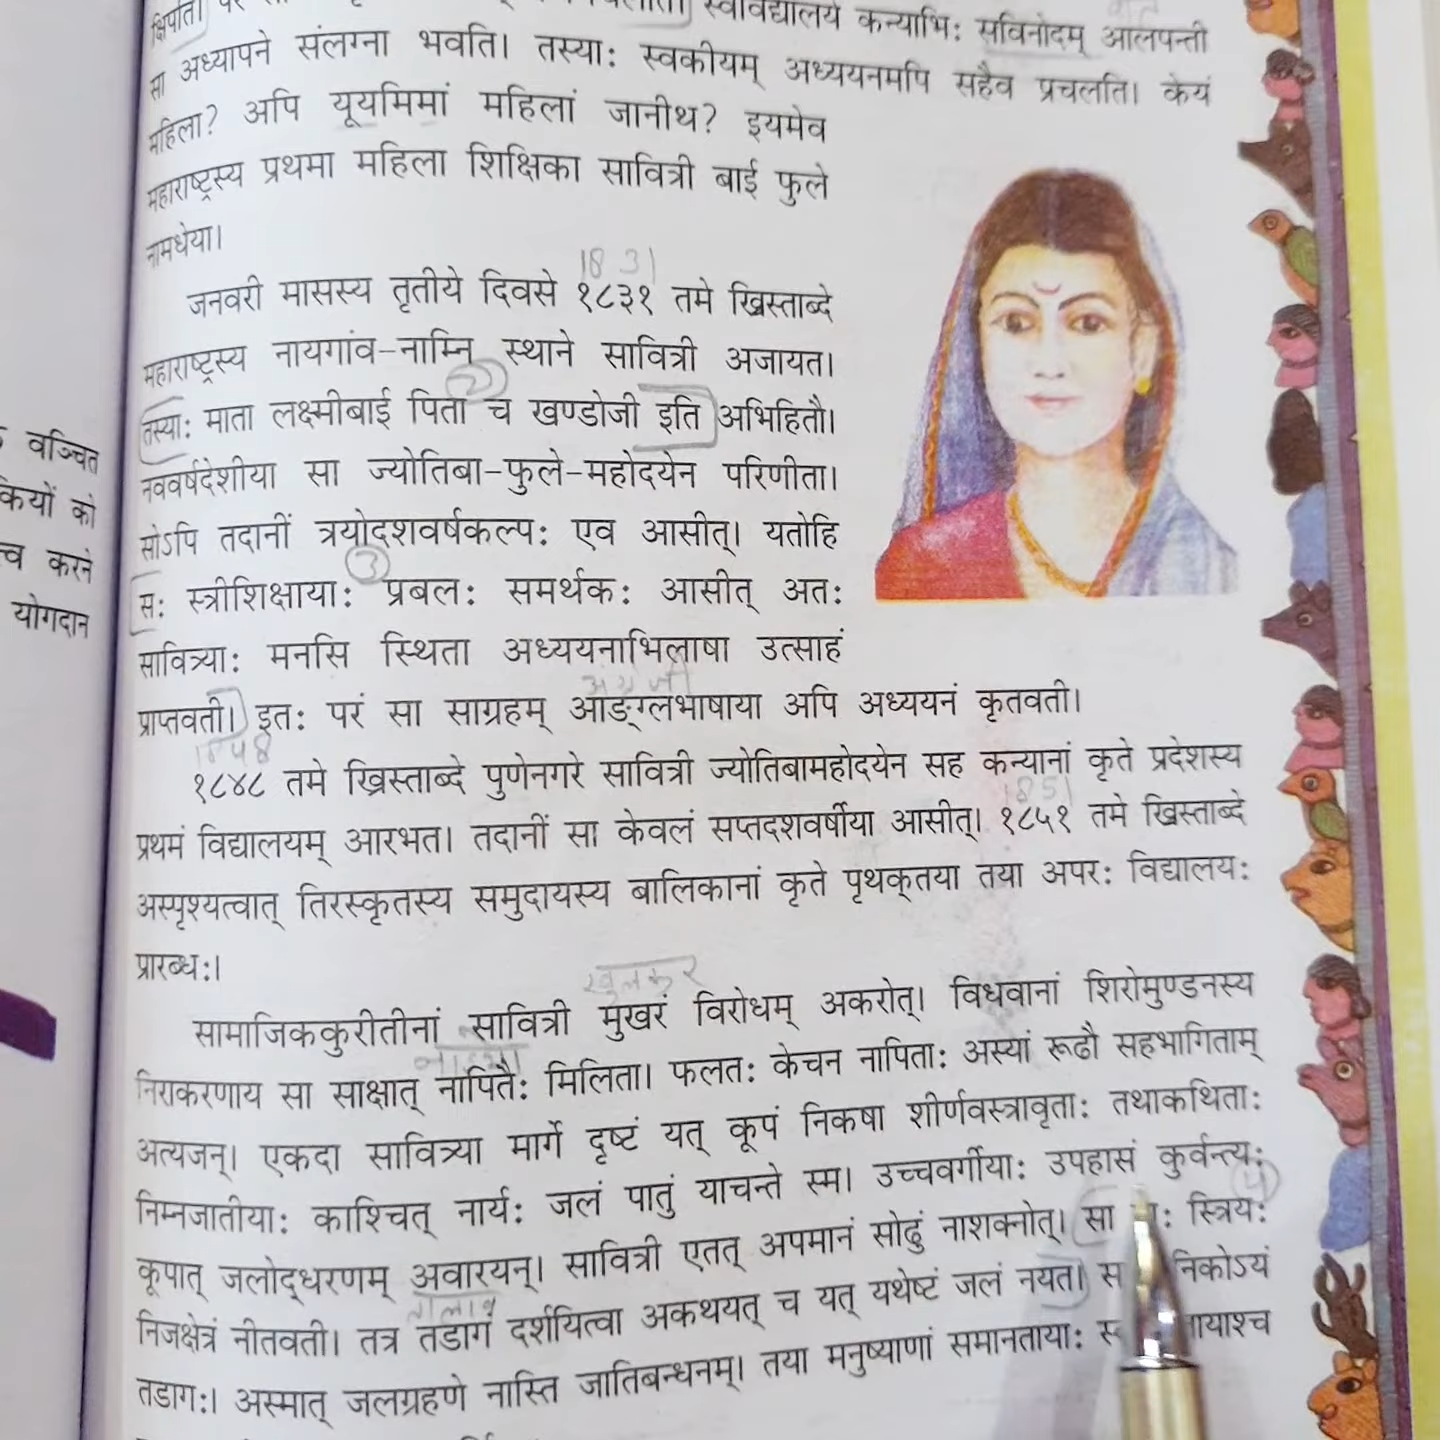 क्षिपति।
स्वविद्यालये कन्याभिः सविनोदम् आलपन्ती
सा अध्यापने संलग्ना भवति। तस्याः स्वकीयम् अध्ययनमपि सहैव प्रचलति। केयं
महिला? अपि यूयमिमां महिलां जानीथ? इयमेव
महाराष्ट्रस्य प्रथमा महिला शिक्षिका सावित्री बाई फुले
नामधेया।
1831
जनवरी मासस्य तृतीये दिवसे १८३१ तमे ख्रिस्ताब्दे
महाराष्ट्रस्य नायगांव-नाम्नि स्थाने सावित्री अजायत।
तस्याः माता लक्ष्मीबाई पिता च खण्डोजी इति अभिहितौ।
नववर्षदेशीया सा ज्योतिबा-फुले-महोदयेन परिणीता।
सोऽपि तदानीं त्रयोदशवर्षकल्पः एव आसीत्। यतोहि
3
सः स्त्रीशिक्षायाः प्रबलः समर्थकः आसीत् अतः
सावित्र्याः मनसि स्थिता अध्ययनाभिलाषा उत्साहं
प्राप्तवती। इतः परं सा साग्रहम् आङ्ग्लभाषाया अपि अध्ययनं कृतवती।
१८४८ तमे ख्रिस्ताब्दे पुणेनगरे सावित्री ज्योतिबामहोदयेन सह कन्यानां कृते प्रदेशस्य
1851
प्रथमं विद्यालयम् आरभत। तदानीं सा केवलं सप्तदशवर्षीया आसीत्। १८५१ तमे ख्रिस्ताब्दे
अस्पृश्यत्वात् तिरस्कृतस्य समुदायस्य बालिकानां कृते पृथक्तया तया अपरः विद्यालयः
प्रारब्धः।
खुलकर
सामाजिककुरीतीनां सावित्री मुखरं विरोधम् अकरोत्। विधवानां शिरोमुण्डनस्य
निराकरणाय सा साक्षात् नापितैः मिलिता। फलतः केचन नापिताः अस्यां रूढौ सहभागिताम्
अत्यजन्। एकदा सावित्र्या मार्गे दृष्टं यत् कूपं निकषा शीर्णवस्त्रावृताः तथाकथिताः
निम्नजातीयाः काश्चित् नार्यः जलं पातुं याचन्ते स्म। उच्चवर्गीयाः उपहासं कुर्वन्त्यः
कूपात् जलोद्धरणम् अवारयन्। सावित्री एतत् अपमानं सोढुं नाशक्नोत्। सा स्त्रियः
तालाब
निजक्षेत्रं नीतवती। तत्र तडागं दर्शयित्वा अकथयत् च यत् यथेष्टं जलं नयत।
तडागः। अस्मात् जलग्रहणे नास्ति जातिबन्धनम्। तया मनुष्याणां समानतायाः
वञ्चित
कियों को
करने
योगदान